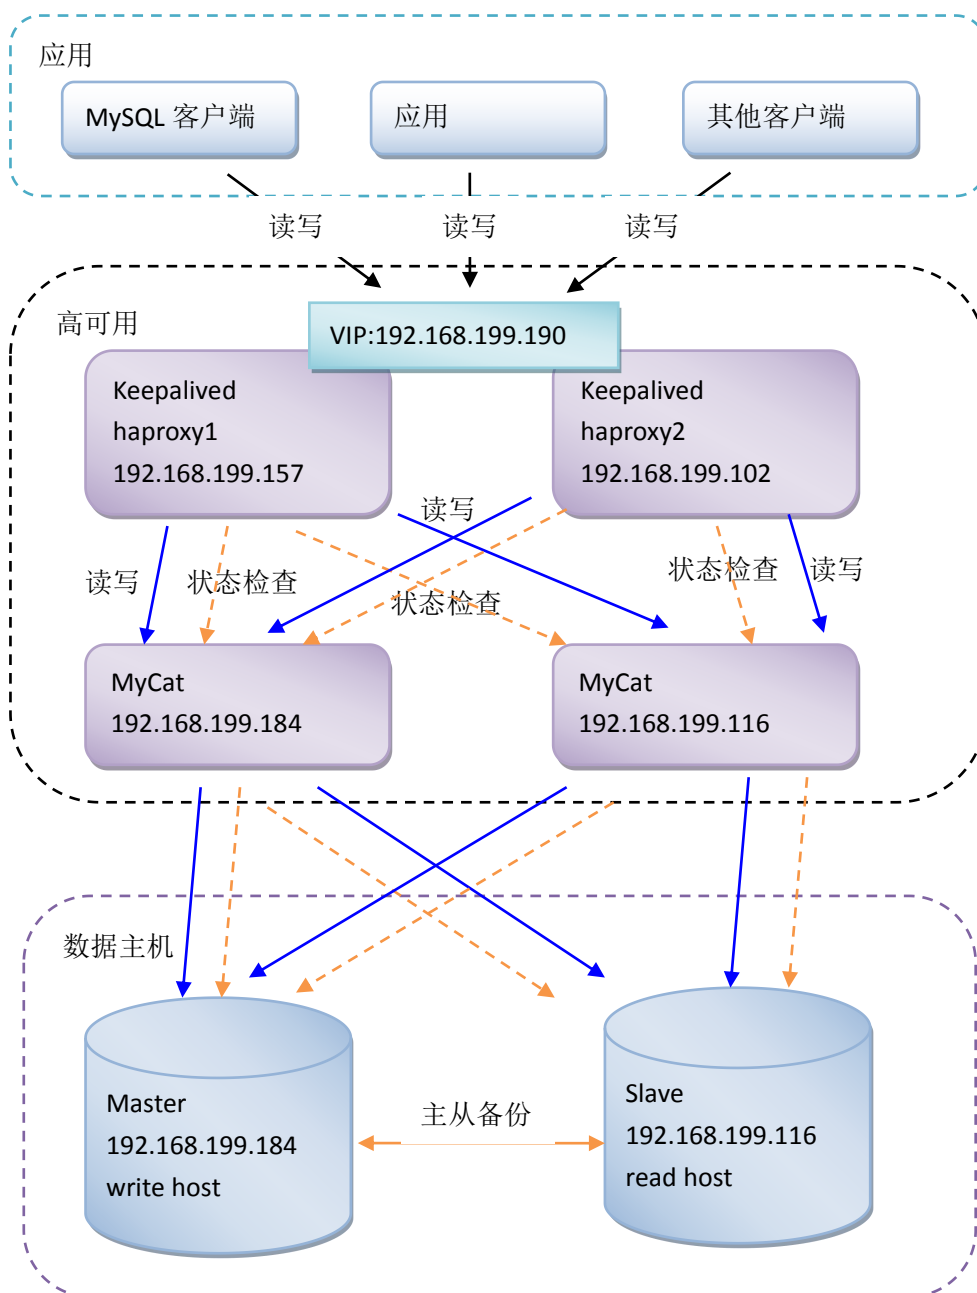 应用
MySQL 客户端
应用
其他客户端
读写
读写
读写
高可用
VIP:192.168.199.190
Keepalived
haproxy1
192.168.199.157
Keepalived
haproxy2
192.168.199.102
读写
读写
状态检查
状态检查
状态检查
读写
MyCat
192.168.199.184
MyCat
192.168.199.116
数据主机
Master
192.168.199.184
write host
主从备份
Slave
192.168.199.116
read host